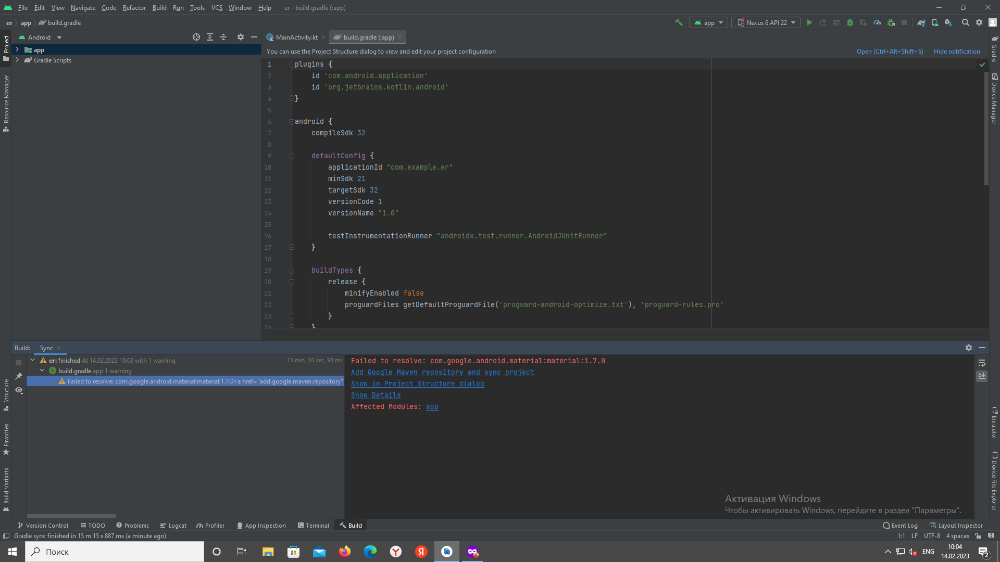 File Edit View Navigate Code Refactor Build Run Tools VCS Window Help er - build.gradle (:app)
er app build.gradle
app Nexus 6 API 22
Android
MainActivity.kt build.gradle (:app)
app
Gradle Scripts
You can use the Project Structure dialog to view and edit your project configuration Open (Ctrl+Alt+Shift+S) Hide notification
1 plugins {
2 id 'com.android.application'
3 id 'org.jetbrains.kotlin.android'
4 }
5
6 android {
7 compileSdk 32
8
9 defaultConfig {
10 applicationId "com.example.er"
11 minSdk 21
12 targetSdk 32
13 versionCode 1
14 versionName "1.0"
15
16 testInstrumentationRunner "androidx.test.runner.AndroidJUnitRunner"
17 }
18
19 buildTypes {
20 release {
21 minifyEnabled false
22 proguardFiles getDefaultProguardFile('proguard-android-optimize.txt'), 'proguard-rules.pro'
23 }
24 }
Project
Resource Manager
Structure
Favorites
Build Variants
Gradle
Device Manager
Emulator
Device File Explorer
Build: Sync
er: finished At 14.02.2023 10:03 with 1 warning 15 min, 16 sec, 98 ms
build.gradle app 1 warning
Failed to resolve: com.google.android.material:material:1.7.0<a href="add.google.maven.repository"
Failed to resolve: com.google.android.material:material:1.7.0
Add Google Maven repository and sync project
Show in Project Structure dialog
Show Details
Affected Modules: app
Активация Windows
Чтобы активировать Windows, перейдите в раздел "Параметры".
Version Control TODO Problems Logcat Profiler App Inspection Terminal Build Event Log Layout Inspector
Gradle sync finished in 15 m 15 s 887 ms (a minute ago) 1:1 LF UTF-8 4 spaces
Поиск
ENG
10:04
14.02.2023
2